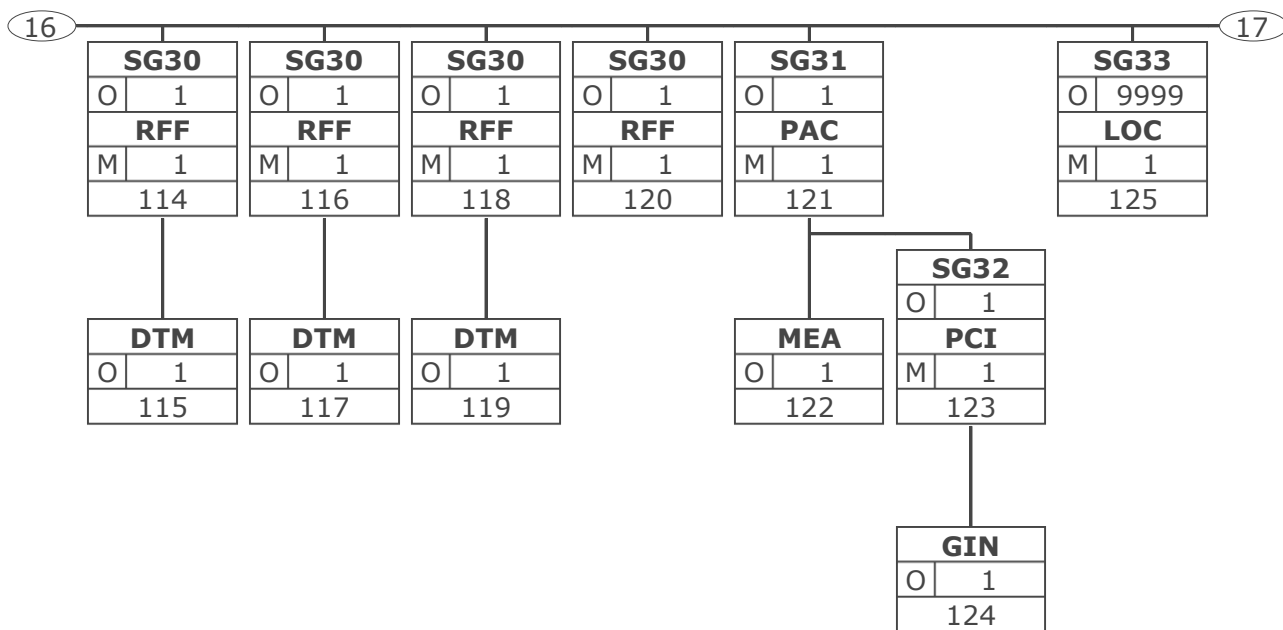 16 17
SG30 SG30 SG30 SG30 SG31 SG33
O 1 O 1 O 1 O 1 O 1 O 9999
RFF RFF RFF RFF PAC LOC
M 1 M 1 M 1 M 1 M 1 M 1
114 116 118 120 121 125
SG32
O 1
DTM DTM DTM MEA PCI
O 1 O 1 O 1 O 1 M 1
115 117 119 122 123
GIN
O 1
124